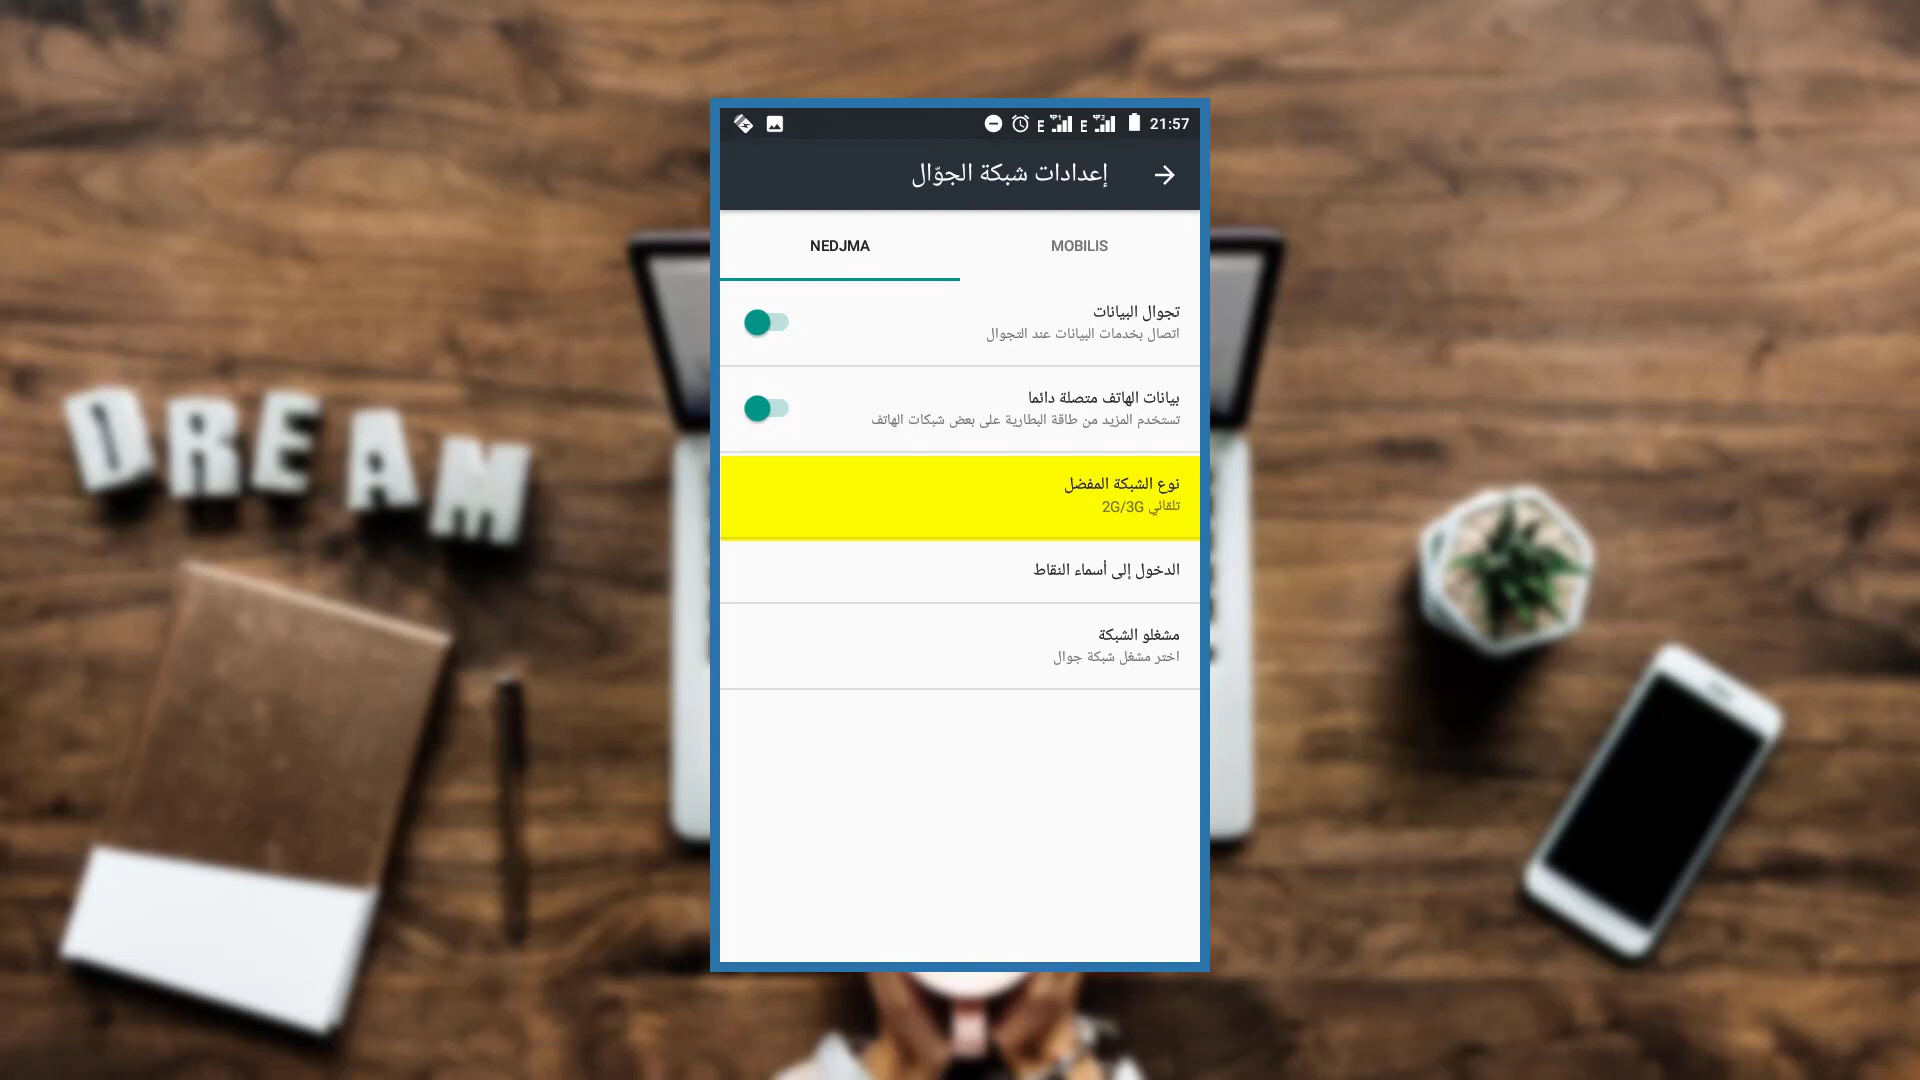 21:57
إعدادات شبكة الجوّال
NEDJMA
MOBILIS
تجوال البيانات
اتصال بخدمات البيانات عند التجوال
بيانات الهاتف متصلة دائما
تستخدم المزيد من طاقة البطارية على بعض شبكات الهاتف
نوع الشبكة المفضل
تلقائي 2G/3G
الدخول إلى أسماء النقاط
مشغلو الشبكة
اختر مشغل شبكة جوال
DREAM